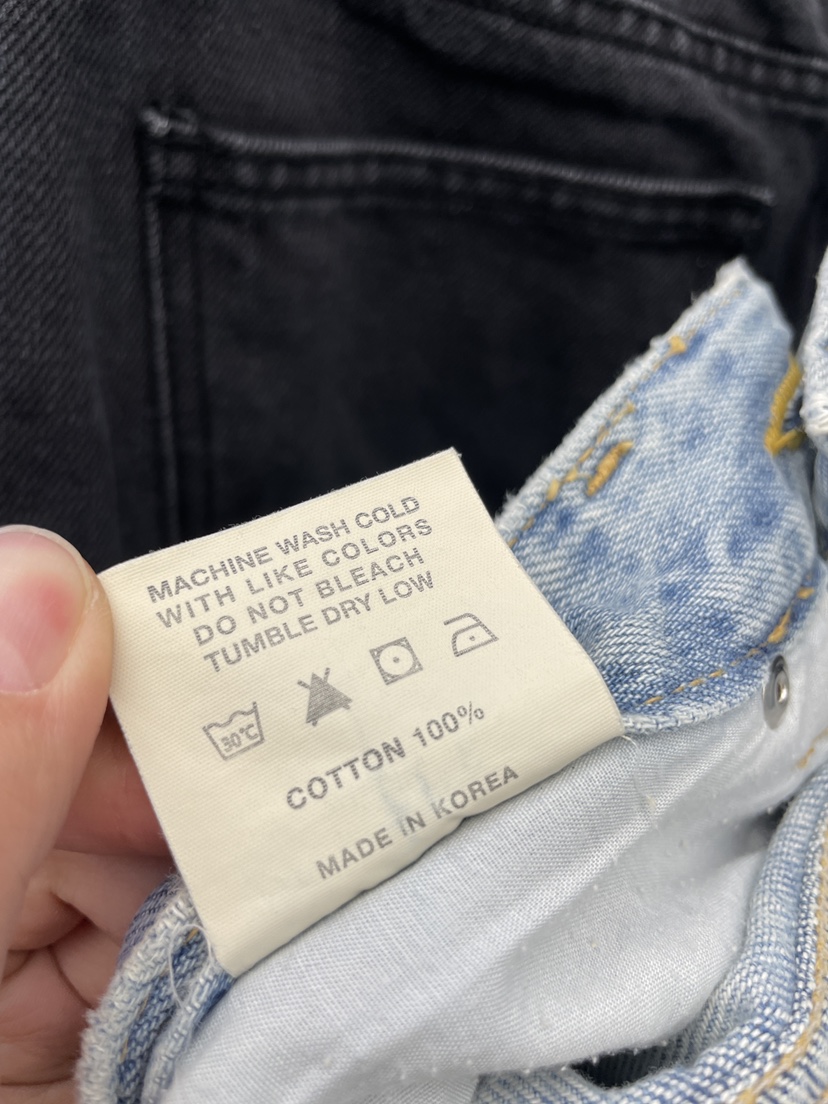 MACHINE WASH COLD
WITH LIKE COLORS
DO NOT BLEACH
TUMBLE DRY LOW
30°C
COTTON 100%
MADE IN KOREA